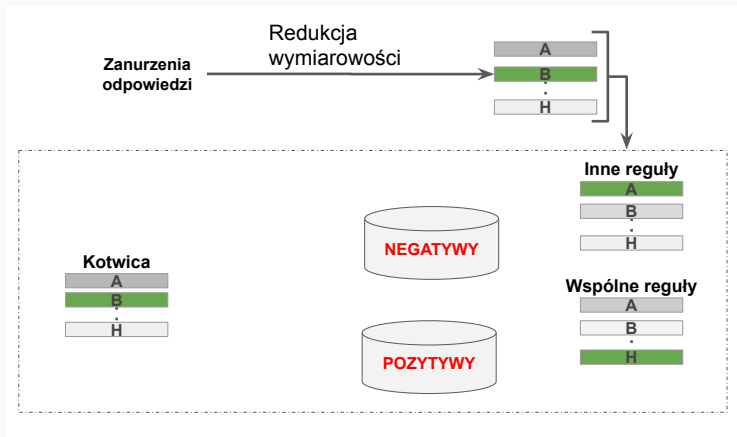 Redukcja
wymiarowości
Zanurzenia
odpowiedzi
A
B
H
Inne reguły
A
B
H
NEGATYWY
Kotwica
A
B
H
Wspólne reguły
A
B
H
POZYTYWY